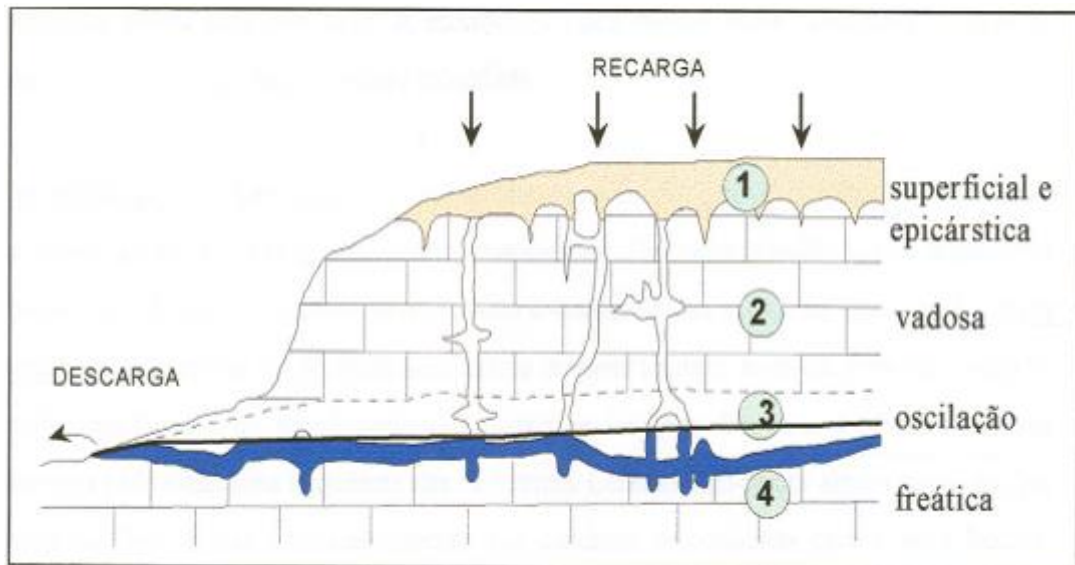 RECARGA
1
superficial e
epicárstica
2
vadosa
DESCARGA
3
oscilação
4
freática